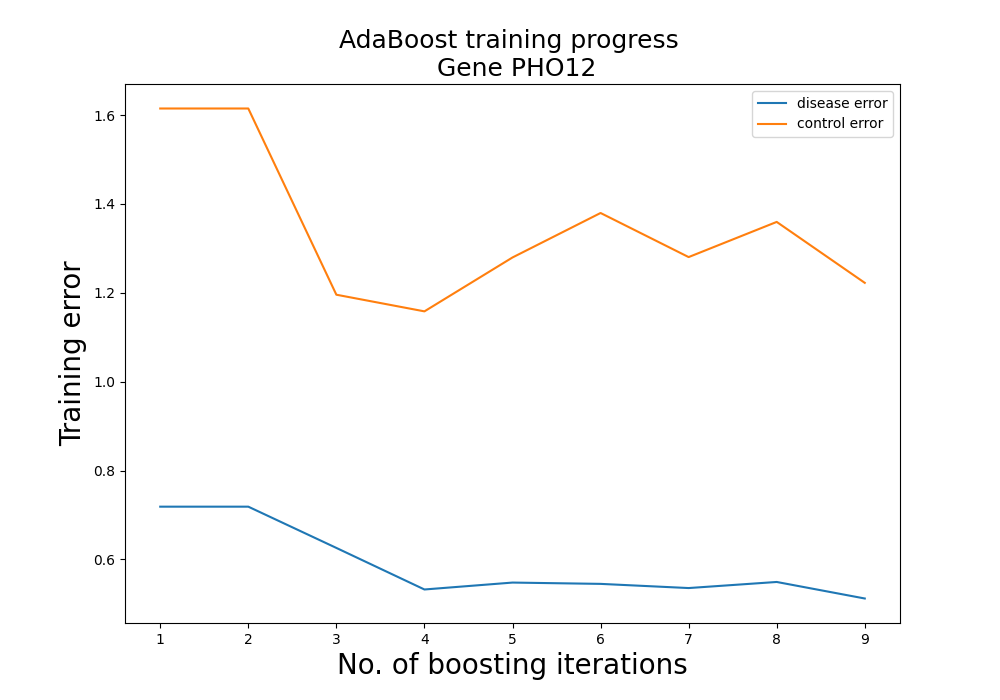 AdaBoost training progress
Gene PHO12
disease error
control error
1.6
1.4
1.2
1.0
0.8
0.6
Training error
1 2 3 4 5 6 7 8 9
No. of boosting iterations